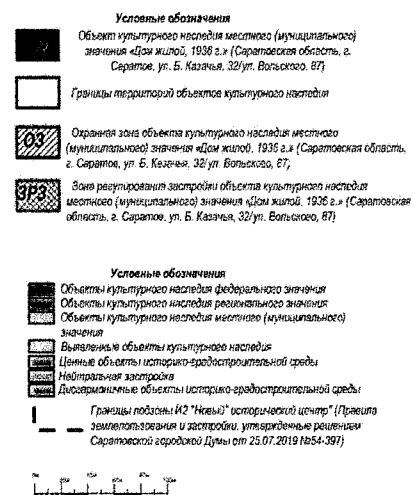 Условные обозначения
Объект культурного наследия местного (муниципального)
значения «Дом жилой, 1936 г.» (Саратовская область, г.
Саратов, ул. Б. Казачья, 32/ул. Вольского, 87)
Границы территорий объектов культурного наследия
ОЗ
Охранная зона объекта культурного наследия местного
(муниципального) значения «Дом жилой, 1936 г.» (Саратовская область,
г. Саратов, ул. Б. Казачья, 32/ул. Вольского, 87)
ЗРЗ
Зона регулирования застройки объекта культурного наследия
местного (муниципального) значения «Дом жилой, 1936 г.» (Саратовская
область, г. Саратов, ул. Б. Казачья, 32/ул. Вольского, 87)
Условные обозначения
Объекты культурного наследия федерального значения
Объекты культурного наследия регионального значения
Объекты культурного наследия местного (муниципального)
значения
Выявленные объекты культурного наследия
Ценные объекты историко-градостроительной среды
Нейтральная застройка
Дисгармоничные объекты историко-градостроительной среды
Границы подзоны И2 "Новый" исторический центр" (Правила
землепользования и застройки, утвержденные решением
Саратовской городской Думы от 25.07.2019 №54-397)